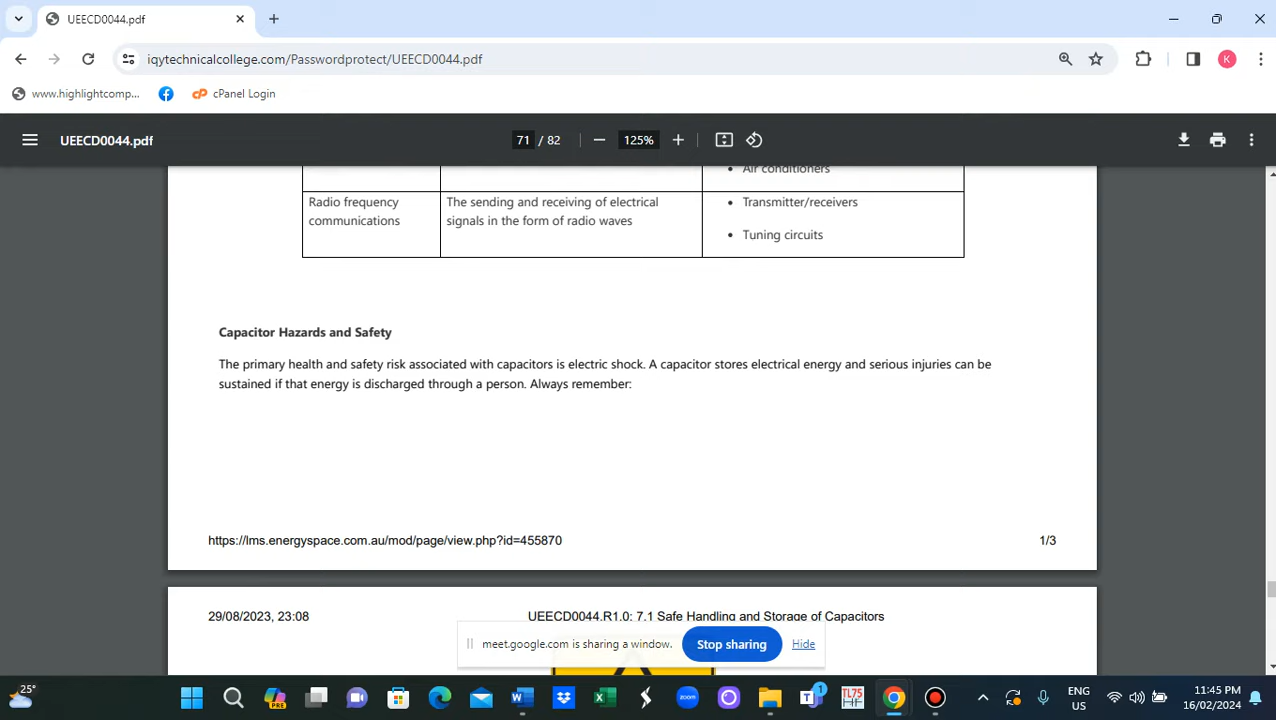 UEECD0044.pdf
iqytechnicalcollege.com/Passwordprotect/UEECD0044.pdf
K
www.highlightcomp...
cPanel Login
UEECD0044.pdf
71 / 82
125%
Air conditioners
Radio frequency communications
The sending and receiving of electrical signals in the form of radio waves
Transmitter/receivers
Tuning circuits
Capacitor Hazards and Safety
The primary health and safety risk associated with capacitors is electric shock. A capacitor stores electrical energy and serious injuries can be
sustained if that energy is discharged through a person. Always remember:
https://lms.energyspace.com.au/mod/page/view.php?id=455870 1/3
29/08/2023, 23:08 UEECD0044.R1.0: 7.1 Safe Handling and Storage of Capacitors
meet.google.com is sharing a window. Stop sharing Hide
25°
PRE
zoom
1
TL75
ENG
US
11:45 PM
16/02/2024